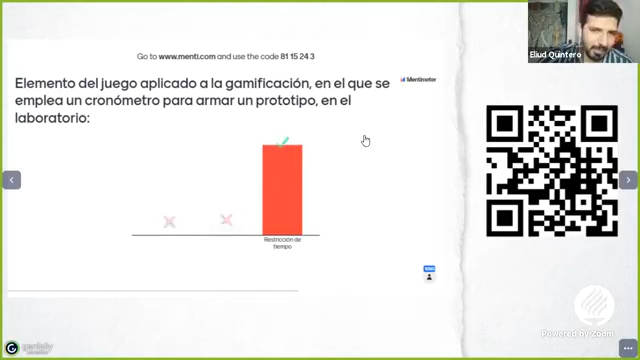 Eliud Quintero
Go to www.menti.com and use the code 81 15 24 3
Mentimeter
Elemento del juego aplicado a la gamificación, en el que se
emplea un cronómetro para armar un prototipo, en el
laboratorio:
Restricción de
tiempo
Powered by Zoom
genially